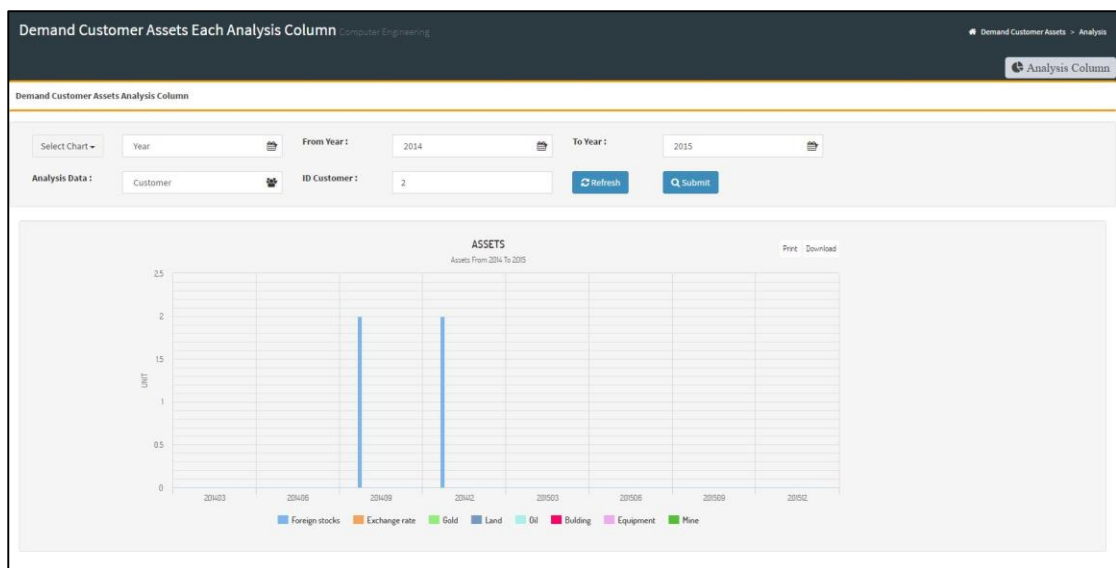 Demand Customer Assets Each Analysis Column Computer Engineering
Demand Customer Assets > Analysis
Analysis Column
Demand Customer Assets Analysis Column
Select Chart Year From Year : 2014 To Year : 2015
Analysis Data : Customer ID Customer : 2 Refresh Submit
ASSETS
Assets From 2014 To 2015
Print Download
2.5
2
1.5
1
0.5
0
UNIT
201403 201406 201409 201412 201503 201506 201509 201512
Foreign stocks Exchange rate Gold Land Oil Bulding Equipment Mine